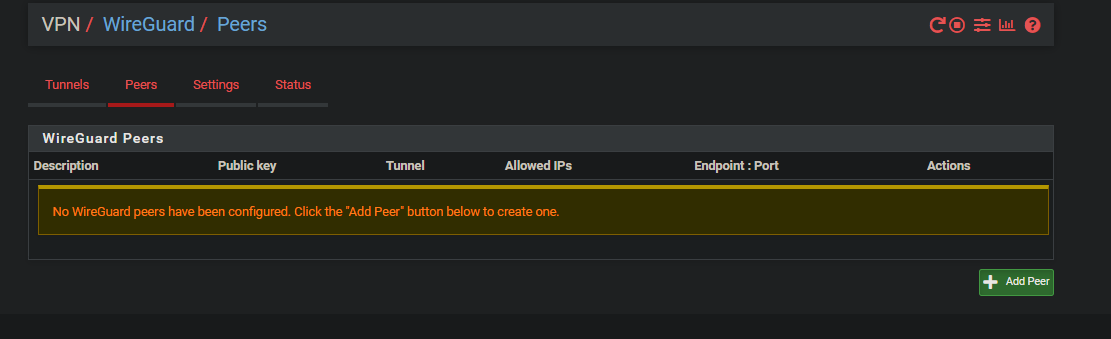 VPN / WireGuard / Peers
Tunnels Peers Settings Status
WireGuard Peers
Description Public key Tunnel Allowed IPs Endpoint : Port Actions
No WireGuard peers have been configured. Click the "Add Peer" button below to create one.
Add Peer